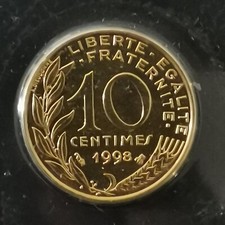 LIBERTE · EGALITE
· FRATERNITE ·
10
CENTIMES
1998